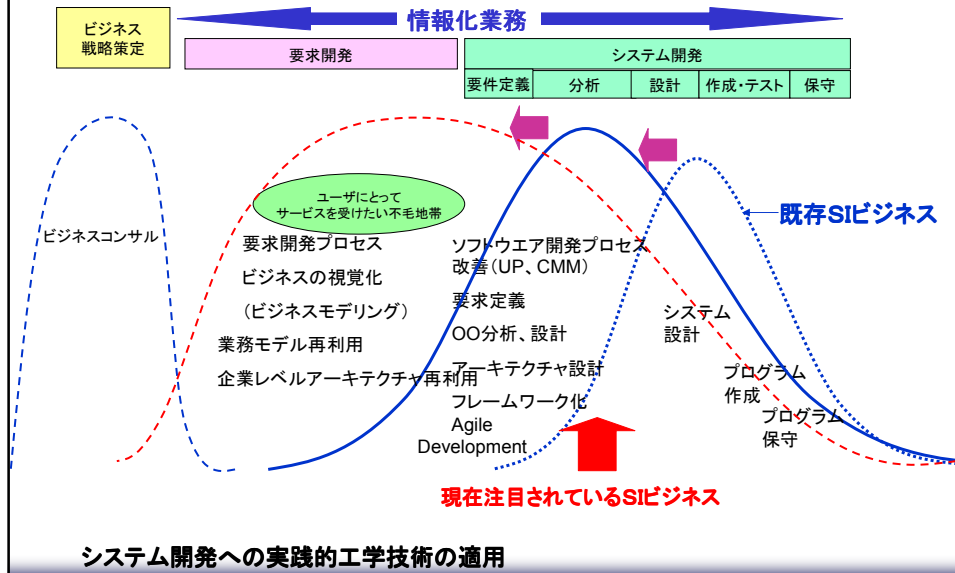 情報化業務
ビジネス
戦略策定
要求開発
システム開発
要件定義
分析
設計
作成・テスト
保守
ユーザにとって
サービスを受けたい不毛地帯
既存SIビジネス
ビジネスコンサル
要求開発プロセス
ビジネスの視覚化
(ビジネスモデリング)
業務モデル再利用
企業レベルアーキテクチャ再利用
ソフトウエア開発プロセス
改善(UP、CMM)
要求定義
OO分析、設計
アーキテクチャ設計
フレームワーク化
Agile
Development
システム
設計
プログラム
作成
プログラム
保守
現在注目されているSIビジネス
システム開発への実践的工学技術の適用